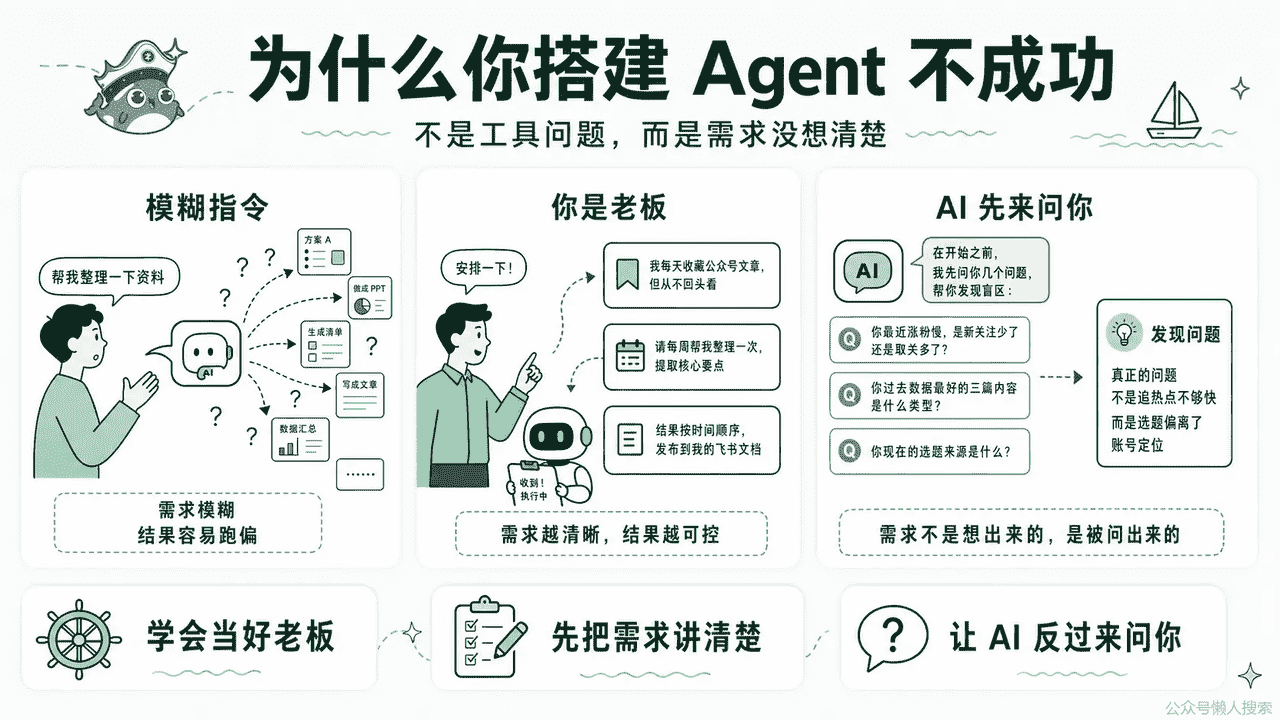 为什么你搭建 Agent 不成功
不是工具问题，而是需求没想清楚
模糊指令
帮我整理一下资料
AI
方案 A
做成 PPT
生成清单
写成文章
数据汇总
……
? ? ? ? ? ? ?
需求模糊
结果容易跑偏
你是老板
安排一下！
我每天收藏公众号文章，
但从不回头看
请每周帮我整理一次，
提取核心要点
结果按时间顺序，
发布到我的飞书文档
收到！
执行中
需求越清晰，结果越可控
AI 先来问你
AI
在开始之前，
我先问你几个问题，
帮你发现盲区：
Q 你最近涨粉慢，是新关注少了
还是取关多了？
Q 你过去数据最好的三篇内容
是什么类型？
Q 你现在的选题来源是什么？
发现问题
真正的问题
不是追热点不够快
而是选题偏离了
账号定位
需求不是想出来的，是被问出来的
学会当好老板
先把需求讲清楚
?
让 AI 反过来问你
公众号懒人搜索